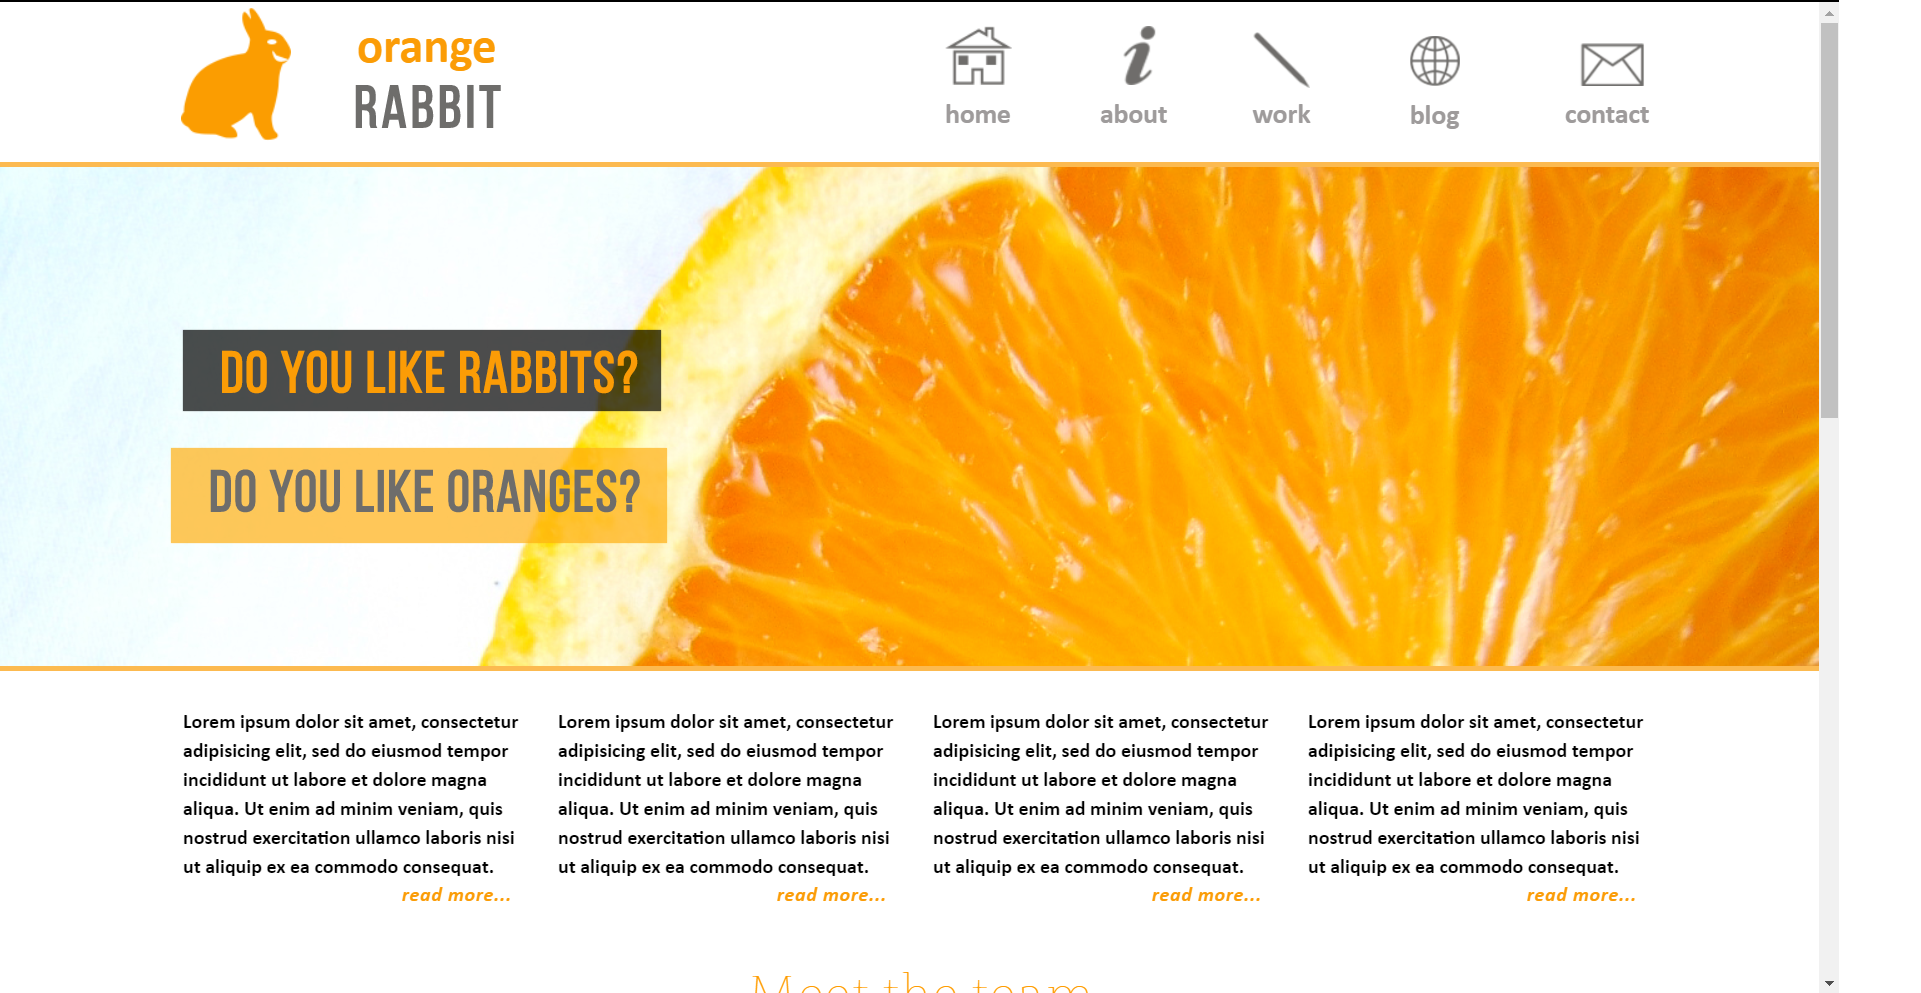 orange
RABBIT
home
about
work
blog
contact
DO YOU LIKE RABBITS?
DO YOU LIKE ORANGES?
Lorem ipsum dolor sit amet, consectetur
adipisicing elit, sed do eiusmod tempor
incididunt ut labore et dolore magna
aliqua. Ut enim ad minim veniam, quis
nostrud exercitation ullamco laboris nisi
ut aliquip ex ea commodo consequat.
read more...
Lorem ipsum dolor sit amet, consectetur
adipisicing elit, sed do eiusmod tempor
incididunt ut labore et dolore magna
aliqua. Ut enim ad minim veniam, quis
nostrud exercitation ullamco laboris nisi
ut aliquip ex ea commodo consequat.
read more...
Lorem ipsum dolor sit amet, consectetur
adipisicing elit, sed do eiusmod tempor
incididunt ut labore et dolore magna
aliqua. Ut enim ad minim veniam, quis
nostrud exercitation ullamco laboris nisi
ut aliquip ex ea commodo consequat.
read more...
Lorem ipsum dolor sit amet, consectetur
adipisicing elit, sed do eiusmod tempor
incididunt ut labore et dolore magna
aliqua. Ut enim ad minim veniam, quis
nostrud exercitation ullamco laboris nisi
ut aliquip ex ea commodo consequat.
read more...
Meet the team